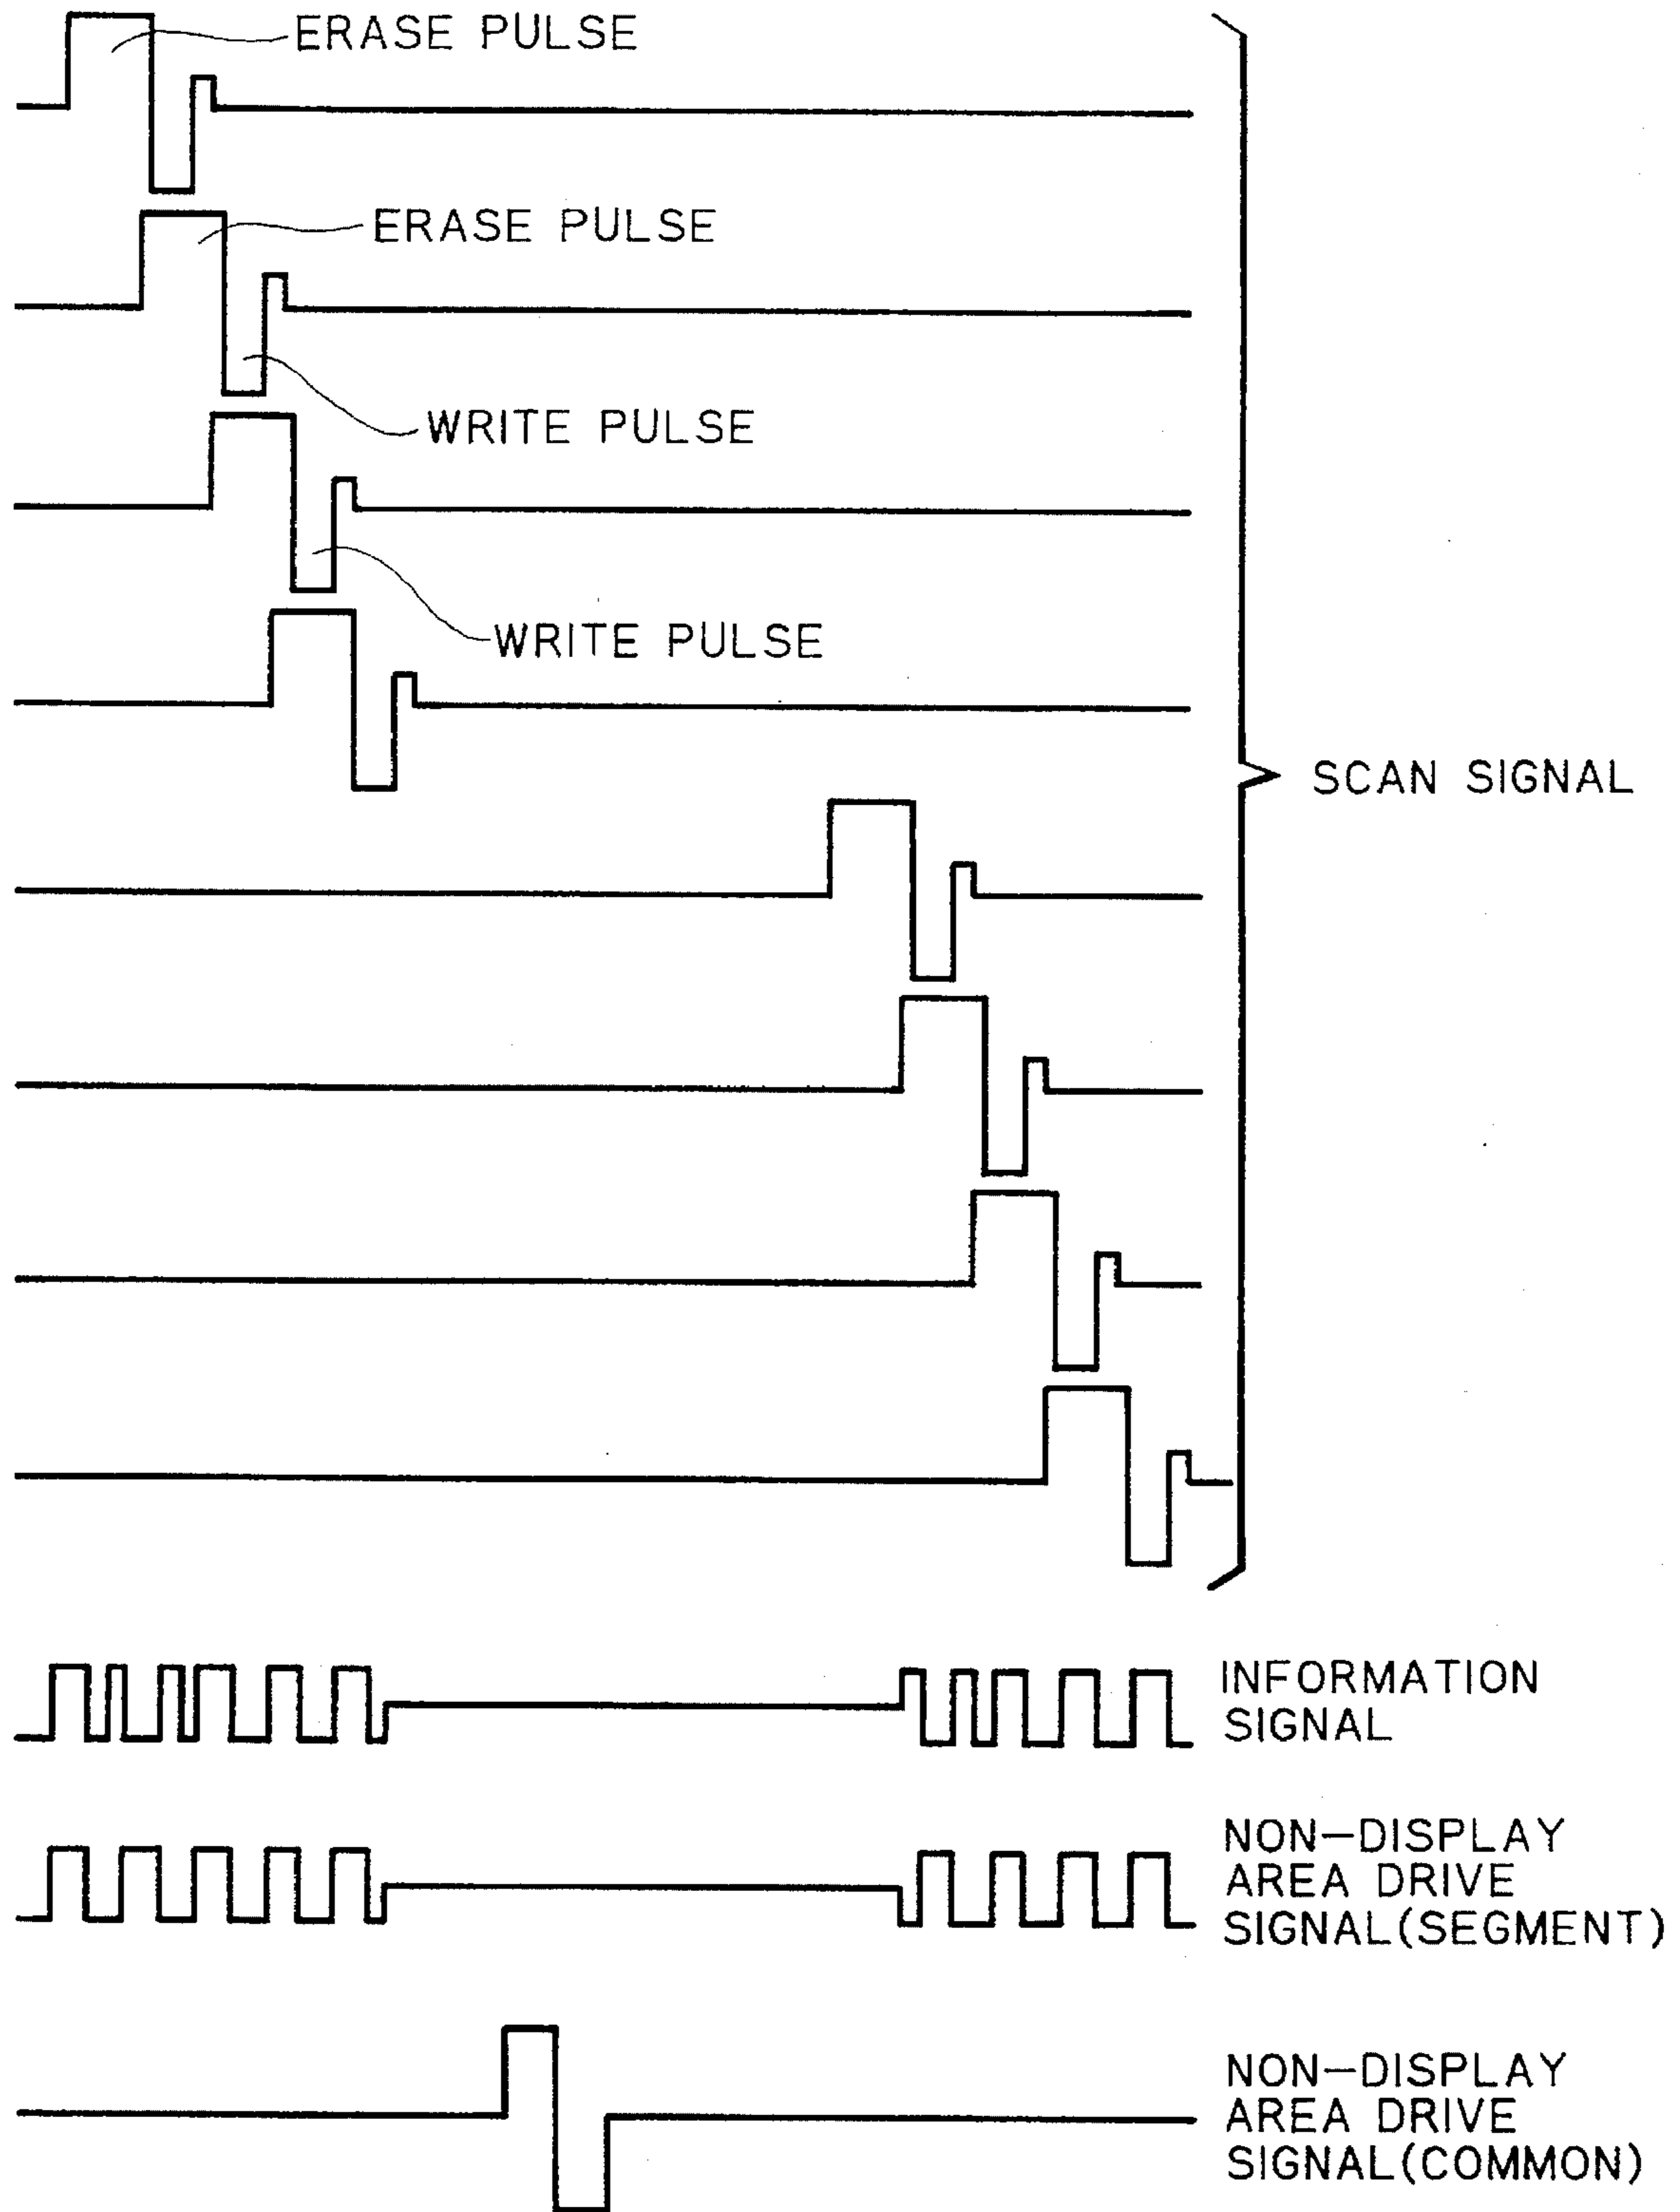 ERASE PULSE
ERASE PULSE
WRITE PULSE
WRITE PULSE
SCAN SIGNAL
INFORMATION
SIGNAL
NON-DISPLAY
AREA DRIVE
SIGNAL(SEGMENT)
NON-DISPLAY
AREA DRIVE
SIGNAL(COMMON)